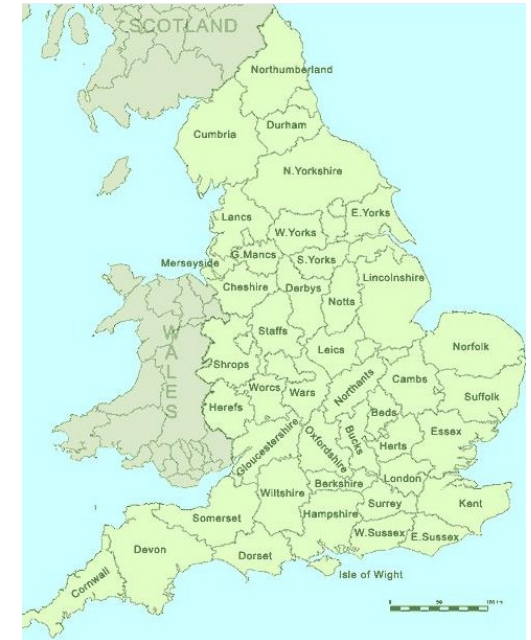 SCOTLAND
Northumberland
Cumbria
Durham
N.Yorkshire
Lancs
E.Yorks
W.Yorks
G.Mancs
S.Yorks
Merseyside
Cheshire
Derbys
Lincolnshire
Notts
WALES
Staffs
Norfolk
Shrops
Leics
Cambs
Worcs
Wars
Northants
Suffolk
Herefs
Beds
Essex
Gloucestershire
Oxfordshire
Bucks
Herts
London
Wiltshire
Berkshire
Surrey
Kent
Somerset
Hampshire
W.Sussex
E.Sussex
Devon
Dorset
Isle of Wight
Cornwall